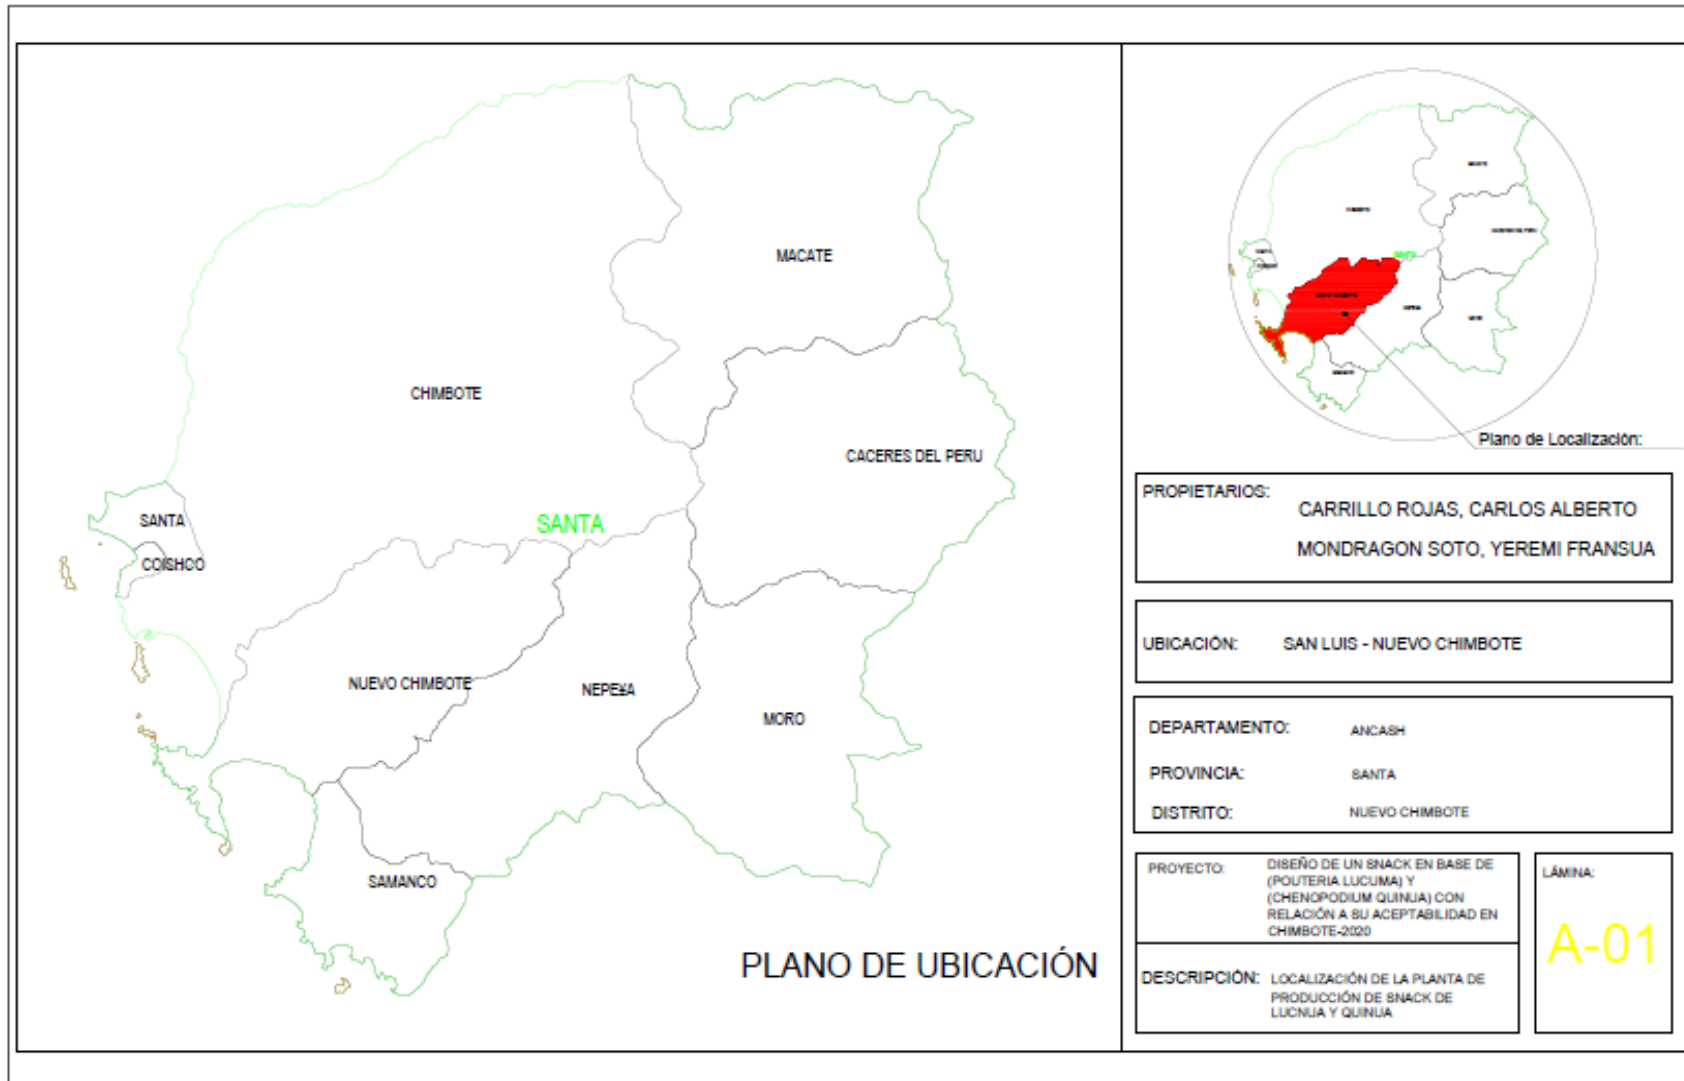 MACATE
CHIMBOTE
CACERES DEL PERU
SANTA
SANTA
COISHCO
NUEVO CHIMBOTE
NEPE¥A
MORO
SAMANCO
PLANO DE UBICACIÓN
SANTA
Plano de Localización:
PROPIETARIOS:
CARRILLO ROJAS, CARLOS ALBERTO
MONDRAGON SOTO, YEREMI FRANSUA
UBICACIÓN: SAN LUIS - NUEVO CHIMBOTE
DEPARTAMENTO: ANCASH
PROVINCIA: SANTA
DISTRITO: NUEVO CHIMBOTE
PROYECTO: DISEÑO DE UN SNACK EN BASE DE
(POUTERIA LUCUMA) Y
(CHENOPODIUM QUINUA) CON
RELACIÓN A SU ACEPTABILIDAD EN
CHIMBOTE-2020
DESCRIPCIÓN: LOCALIZACIÓN DE LA PLANTA DE
PRODUCCIÓN DE SNACK DE
LUCNUA Y QUINUA
LÁMINA:
A-01